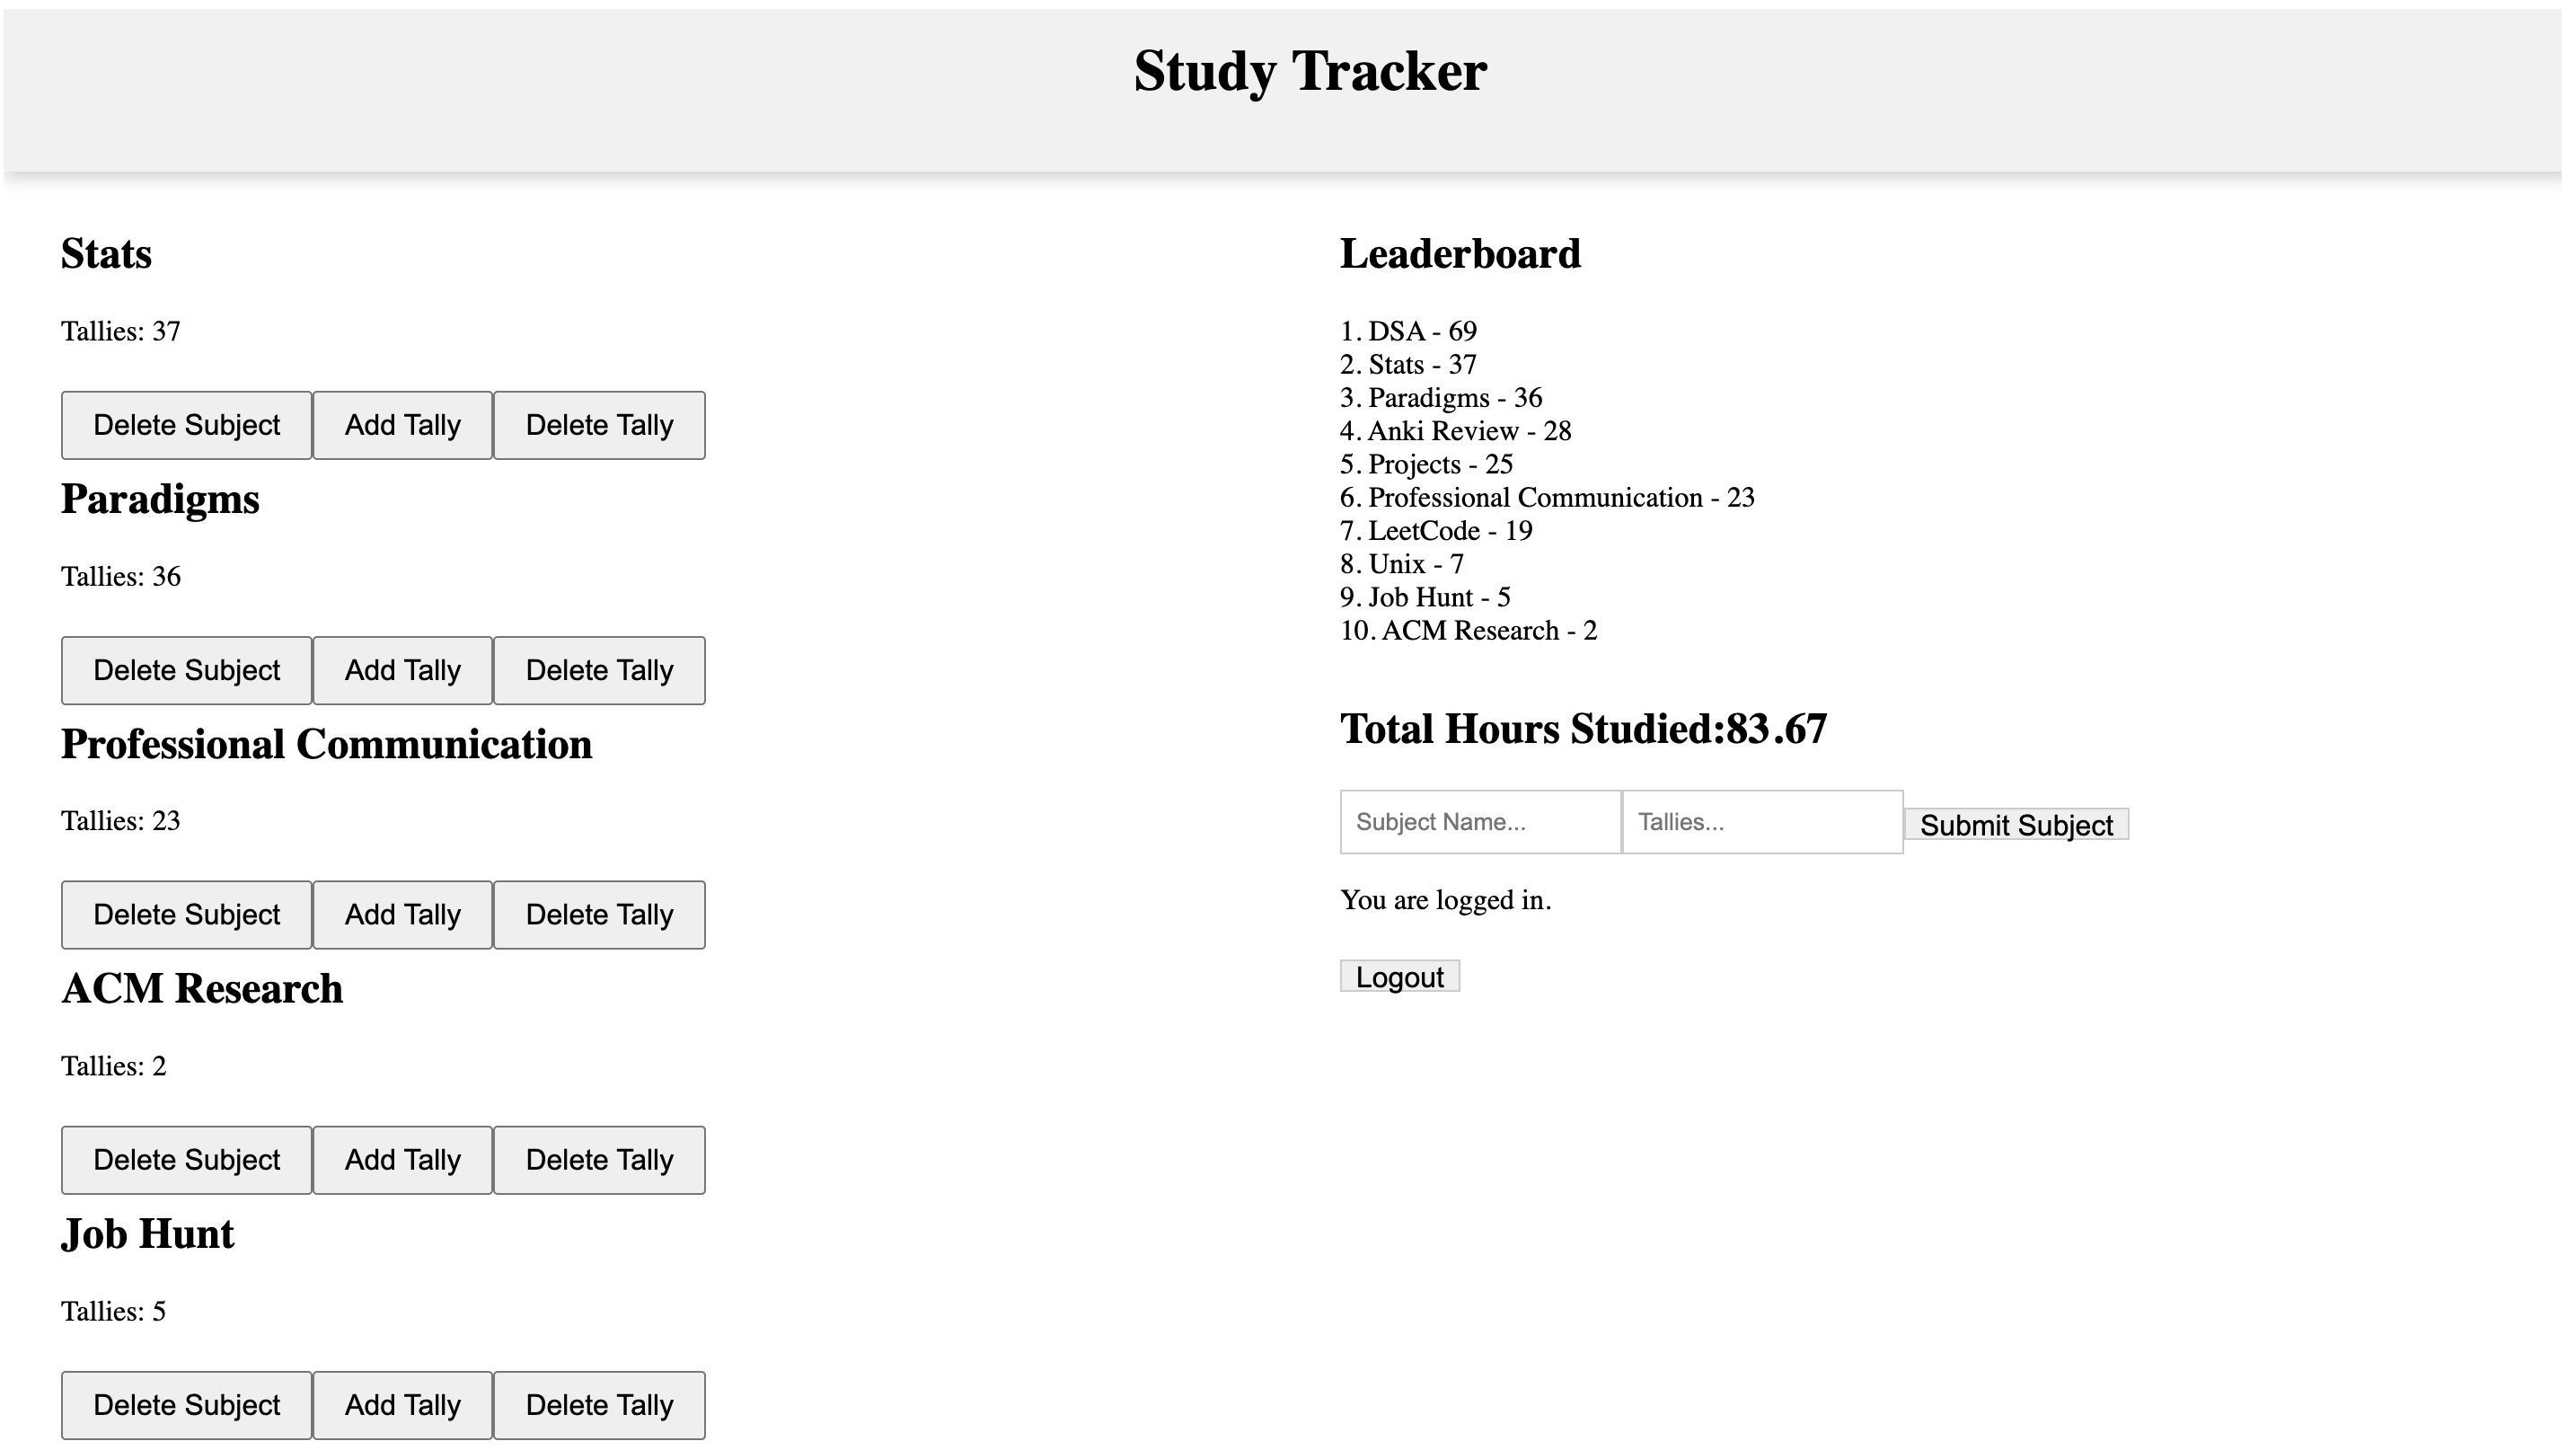 Study Tracker
Stats
Tallies: 37
Delete Subject Add Tally Delete Tally
Paradigms
Tallies: 36
Delete Subject Add Tally Delete Tally
Professional Communication
Tallies: 23
Delete Subject Add Tally Delete Tally
ACM Research
Tallies: 2
Delete Subject Add Tally Delete Tally
Job Hunt
Tallies: 5
Delete Subject Add Tally Delete Tally
Leaderboard
1. DSA - 69
2. Stats - 37
3. Paradigms - 36
4. Anki Review - 28
5. Projects - 25
6. Professional Communication - 23
7. LeetCode - 19
8. Unix - 7
9. Job Hunt - 5
10. ACM Research - 2
Total Hours Studied:83.67
Subject Name... Tallies... Submit Subject
You are logged in.
Logout